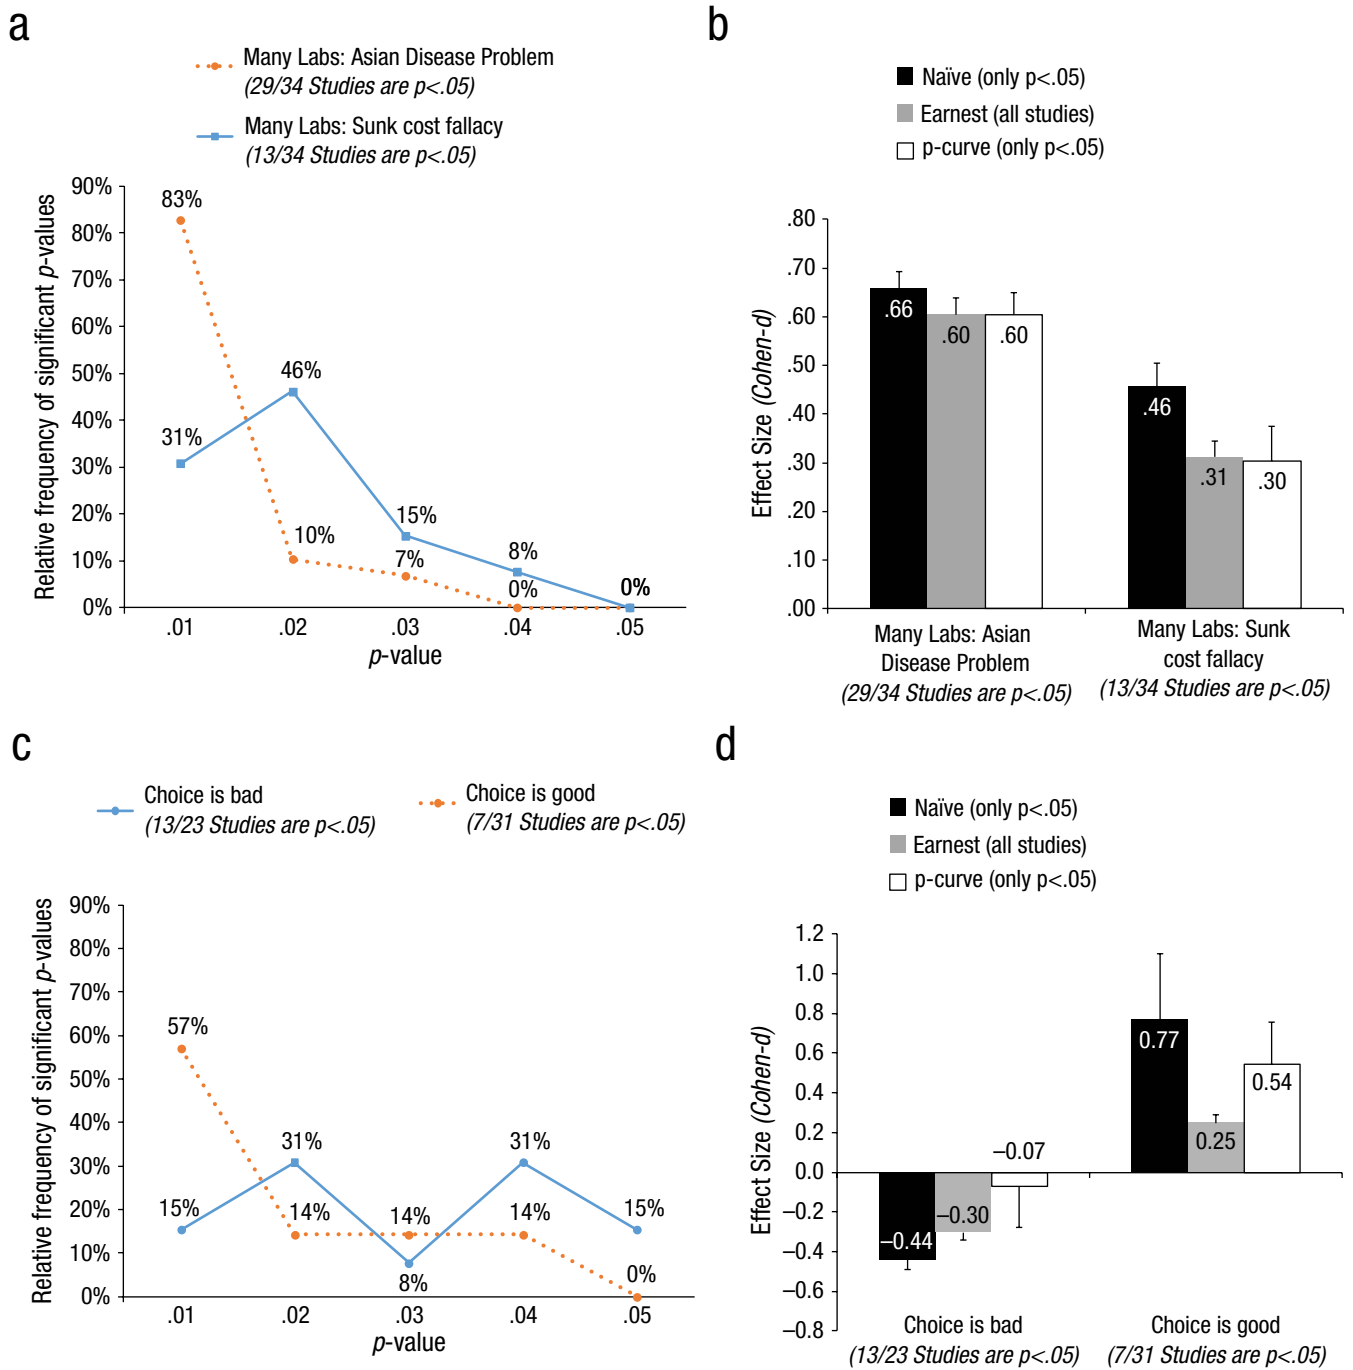 a
Many Labs: Asian Disease Problem
(29/34 Studies are p<.05)
Many Labs: Sunk cost fallacy
(13/34 Studies are p<.05)
Relative frequency of significant p-values
90%
80%
70%
60%
50%
40%
30%
20%
10%
0%
83%
31%
46%
10%
15%
7%
8%
0%
0%
.01 .02 .03 .04 .05
p-value
b
Naïve (only p<.05)
Earnest (all studies)
p-curve (only p<.05)
Effect Size (Cohen-d)
.80
.70
.60
.50
.40
.30
.20
.10
.00
.66 .60 .60
.46 .31 .30
Many Labs: Asian
Disease Problem
(29/34 Studies are p<.05)
Many Labs: Sunk
cost fallacy
(13/34 Studies are p<.05)
c
Choice is bad
(13/23 Studies are p<.05)
Choice is good
(7/31 Studies are p<.05)
Relative frequency of significant p-values
90%
80%
70%
60%
50%
40%
30%
20%
10%
0%
57%
15%
31%
14%
14%
8%
31%
14%
15%
0%
.01 .02 .03 .04 .05
p-value
d
Naïve (only p<.05)
Earnest (all studies)
p-curve (only p<.05)
Effect Size (Cohen-d)
1.2
1.0
0.8
0.6
0.4
0.2
0.0
–0.2
–0.4
–0.6
–0.8
–0.44 –0.30 –0.07
0.77 0.25 0.54
Choice is bad
(13/23 Studies are p<.05)
Choice is good
(7/31 Studies are p<.05)